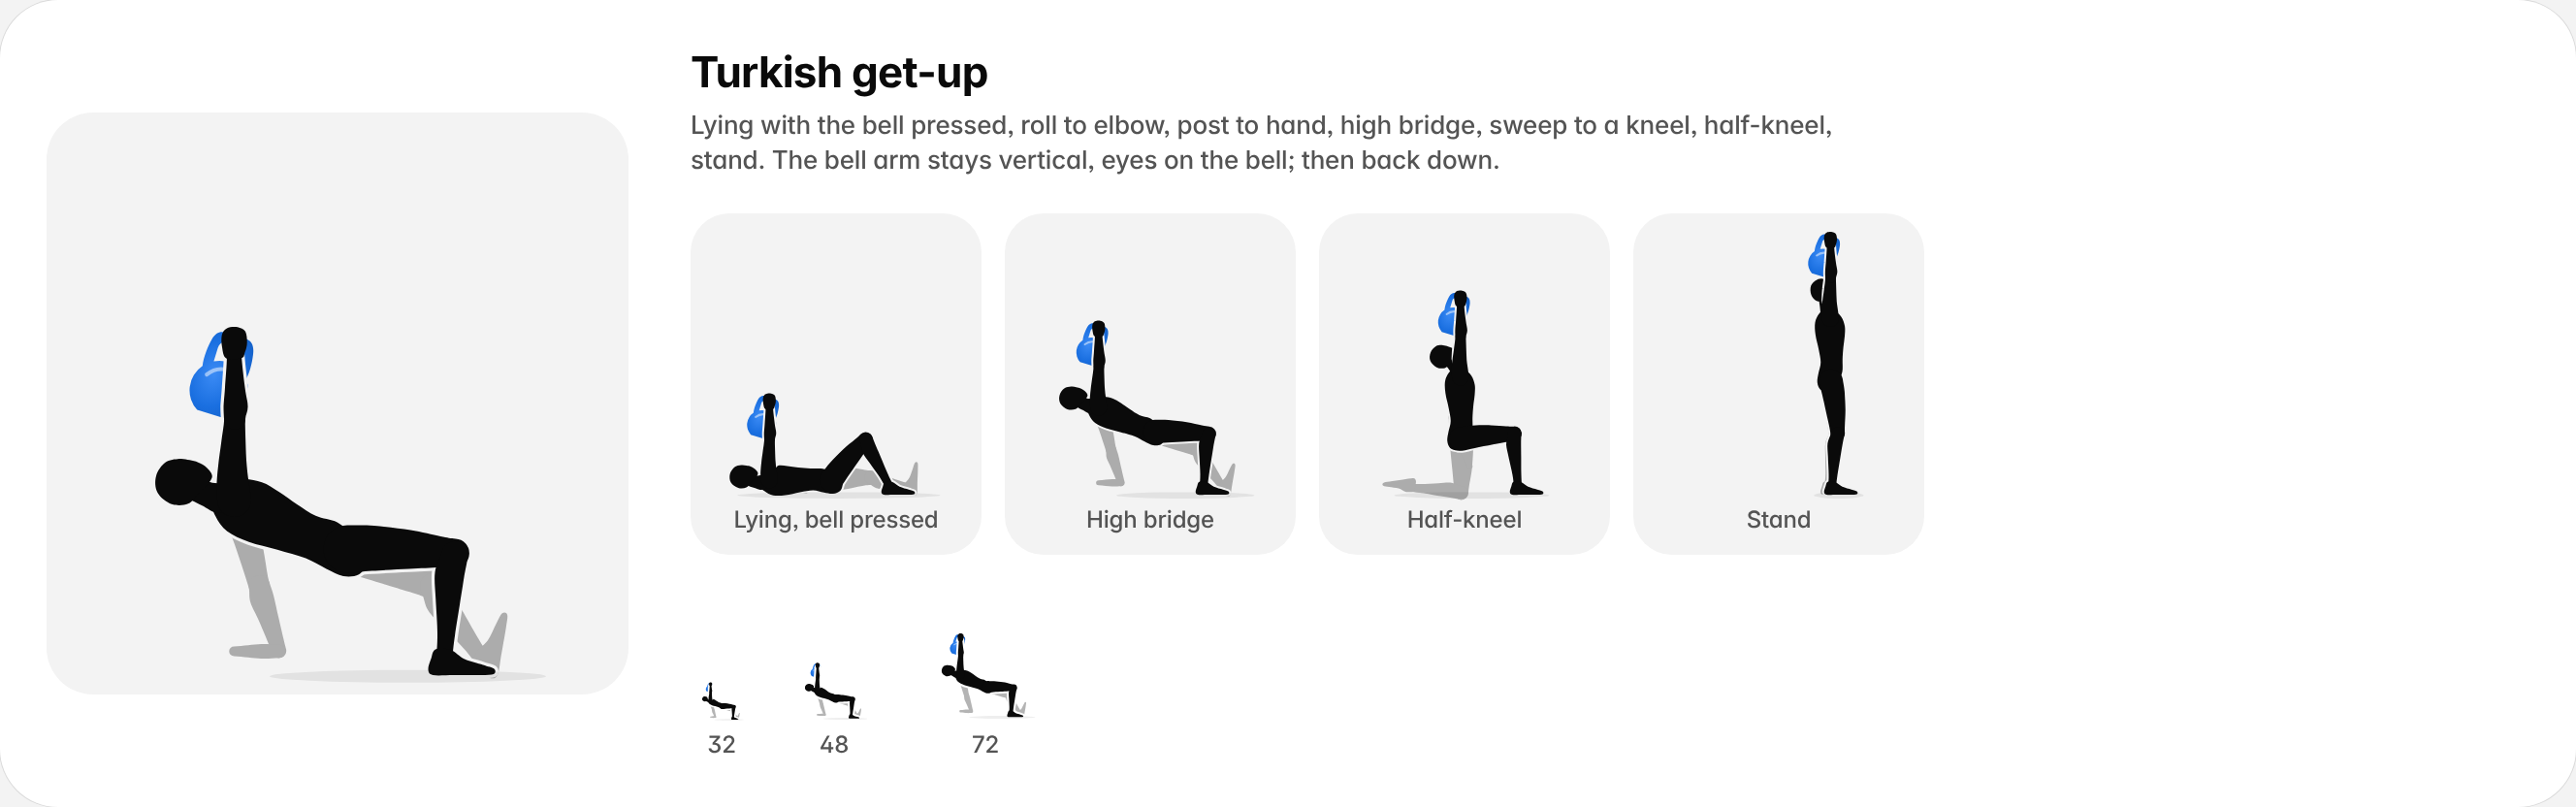 Turkish get-up
Lying with the bell pressed, roll to elbow, post to hand, high bridge, sweep to a kneel, half-kneel,
stand. The bell arm stays vertical, eyes on the bell; then back down.
Lying, bell pressed
High bridge
Half-kneel
Stand
32
48
72